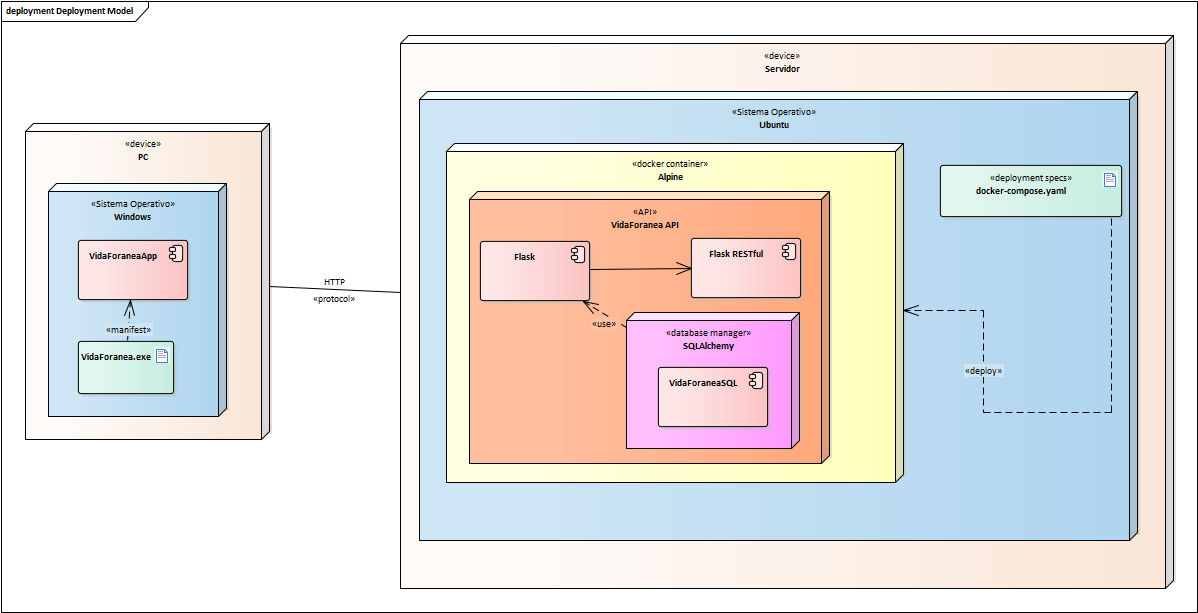 deployment Deployment Model
«device»
PC
«Sistema Operativo»
Windows
VidaForaneaApp
«manifest»
VidaForanea.exe
HTTP
«protocol»
«device»
Servidor
«Sistema Operativo»
Ubuntu
«docker container»
Alpine
«API»
VidaForanea API
Flask
Flask RESTful
«use»
«database manager»
SQLAlchemy
VidaForaneaSQL
«deployment specs»
docker-compose.yaml
«deploy»